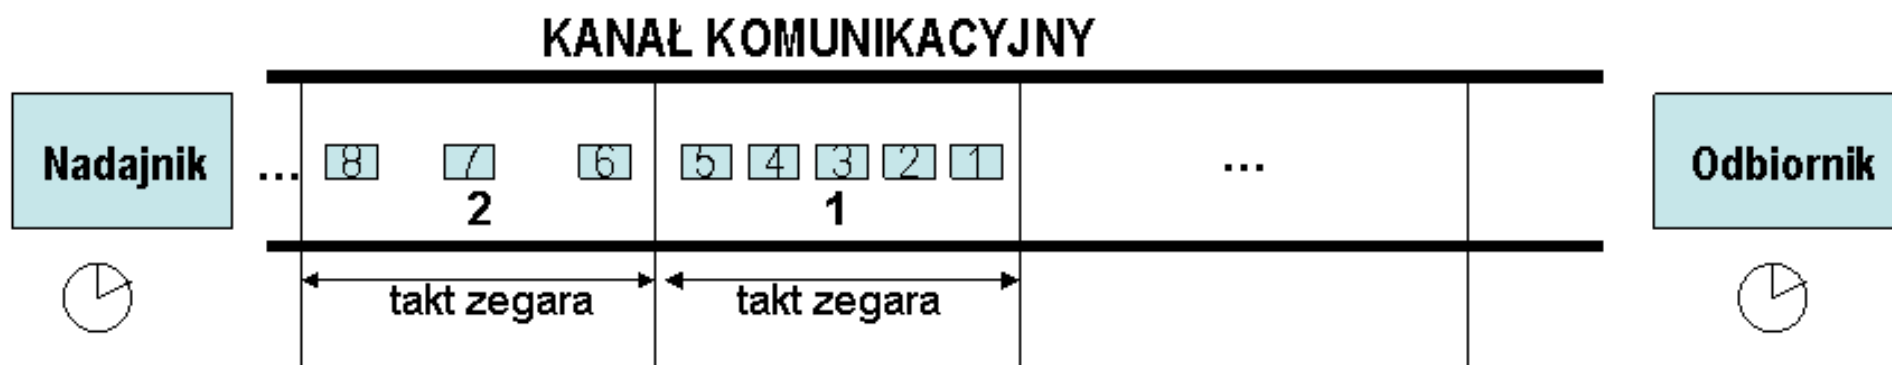 KANAŁ KOMUNIKACYJNY
Nadajnik ... 8 7 6 5 4 3 2 1 ... Odbiornik
2 1
takt zegara takt zegara